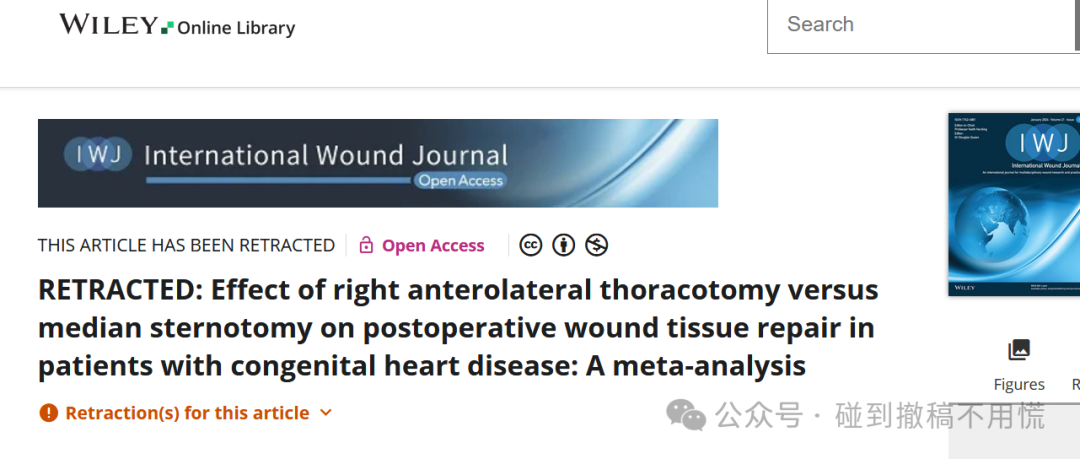 WILEY Online Library
Search
IWJ International Wound Journal
Open Access
THIS ARTICLE HAS BEEN RETRACTED
Open Access
RETRACTED: Effect of right anterolateral thoracotomy versus
median sternotomy on postoperative wound tissue repair in
patients with congenital heart disease: A meta-analysis
Retraction(s) for this article
IWJ
International Wound Journal
WILEY
Figures
R
公众号 · 碰到撤稿不用慌